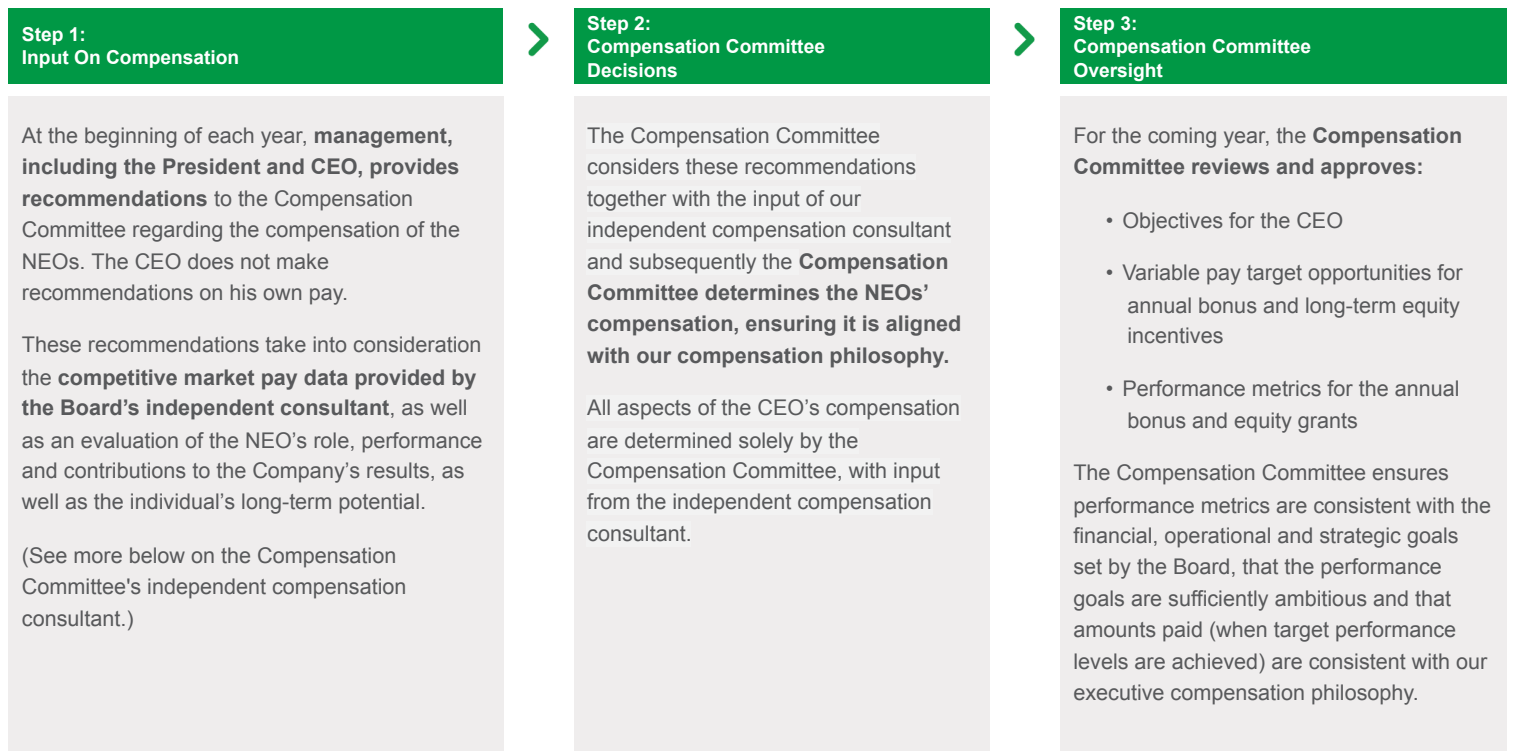 Step 1:
Input On Compensation
At the beginning of each year, management,
including the President and CEO, provides
recommendations to the Compensation
Committee regarding the compensation of the
NEOs. The CEO does not make
recommendations on his own pay.
These recommendations take into consideration
the competitive market pay data provided by
the Board’s independent consultant, as well
as an evaluation of the NEO’s role, performance
and contributions to the Company’s results, as
well as the individual’s long-term potential.
(See more below on the Compensation
Committee's independent compensation
consultant.)
Step 2:
Compensation Committee
Decisions
The Compensation Committee
considers these recommendations
together with the input of our
independent compensation consultant
and subsequently the Compensation
Committee determines the NEOs’
compensation, ensuring it is aligned
with our compensation philosophy.
All aspects of the CEO’s compensation
are determined solely by the
Compensation Committee, with input
from the independent compensation
consultant.
Step 3:
Compensation Committee
Oversight
For the coming year, the Compensation
Committee reviews and approves:
• Objectives for the CEO
• Variable pay target opportunities for
annual bonus and long-term equity
incentives
• Performance metrics for the annual
bonus and equity grants
The Compensation Committee ensures
performance metrics are consistent with the
financial, operational and strategic goals
set by the Board, that the performance
goals are sufficiently ambitious and that
amounts paid (when target performance
levels are achieved) are consistent with our
executive compensation philosophy.